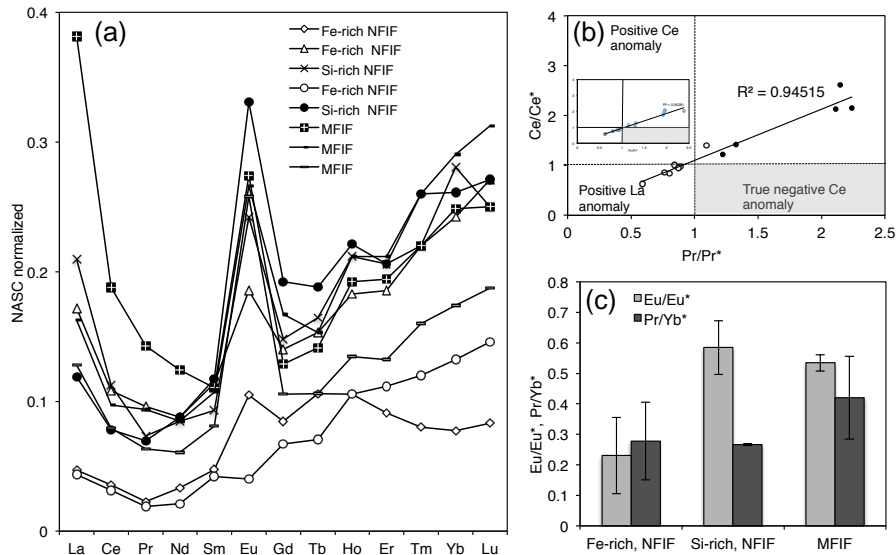 0.4
(a)
Fe-rich NFIF
Fe-rich NFIF
Si-rich NFIF
Fe-rich NFIF
Si-rich NFIF
MFIF
MFIF
MFIF
0.3
0.2
0.1
0
NASC normalized
La Ce Pr Nd Sm Eu Gd Tb Ho Er Tm Yb Lu
(b)
Positive Ce
anomaly
R² = 0.94515
Positive La
anomaly
True negative Ce
anomaly
4
3
2
1
0
Ce/Ce*
0 0.5 1 1.5 2 2.5
Pr/Pr*
(c)
Eu/Eu*
Pr/Yb*
0.8
0.7
0.6
0.5
0.4
0.3
0.2
0.1
0
Eu/Eu*, Pr/Yb*
Fe-rich, NFIF Si-rich, NFIF MFIF